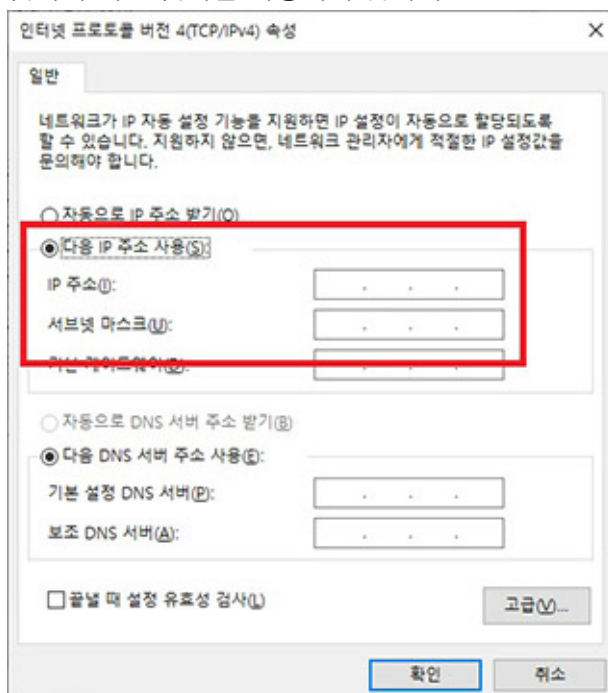 인터넷 프로토콜 버전 4(TCP/IPv4) 속성
일반
네트워크가 IP 자동 설정 기능을 지원하면 IP 설정이 자동으로 할당되도록
할 수 있습니다. 지원하지 않으면, 네트워크 관리자에게 적절한 IP 설정값을
문의해야 합니다.
자동으로 IP 주소 받기(O)
다음 IP 주소 사용(S):
IP 주소(I):
서브넷 마스크(U):
자동으로 DNS 서버 주소 받기(B)
다음 DNS 서버 주소 사용(E):
기본 설정 DNS 서버(P):
보조 DNS 서버(A):
끝낼 때 설정 유효성 검사(L)
고급(V)...
확인
취소